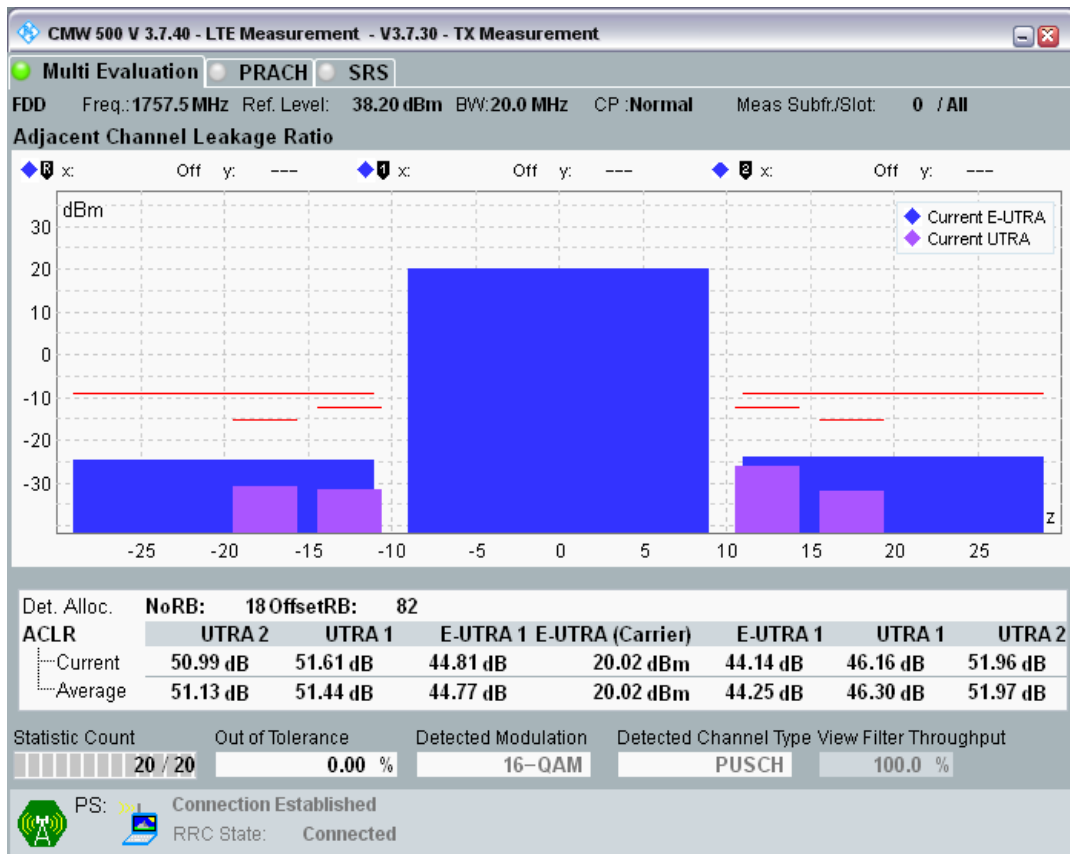 CMW 500 V 3.7.40 - LTE Measurement - V3.7.30 - TX Measurement
Multi Evaluation PRACH SRS
FDD Freq.: 1757.5 MHz Ref. Level: 38.20 dBm BW: 20.0 MHz CP : Normal Meas Subfr./Slot: 0 / All
Adjacent Channel Leakage Ratio
R x: Off y: --- 1 x: Off y: --- 2 x: Off y: ---
dBm
Current E-UTRA
Current UTRA
30
20
10
0
-10
-20
-30
z
-25 -20 -15 -10 -5 0 5 10 15 20 25
Det. Alloc. NoRB: 18 OffsetRB: 82
ACLR UTRA 2 UTRA 1 E-UTRA 1 E-UTRA (Carrier) E-UTRA 1 UTRA 1 UTRA 2
Current 50.99 dB 51.61 dB 44.81 dB 20.02 dBm 44.14 dB 46.16 dB 51.96 dB
Average 51.13 dB 51.44 dB 44.77 dB 20.02 dBm 44.25 dB 46.30 dB 51.97 dB
Statistic Count Out of Tolerance Detected Modulation Detected Channel Type View Filter Throughput
20 / 20 0.00 % 16-QAM PUSCH 100.0 %
PS: Connection Established
RRC State: Connected